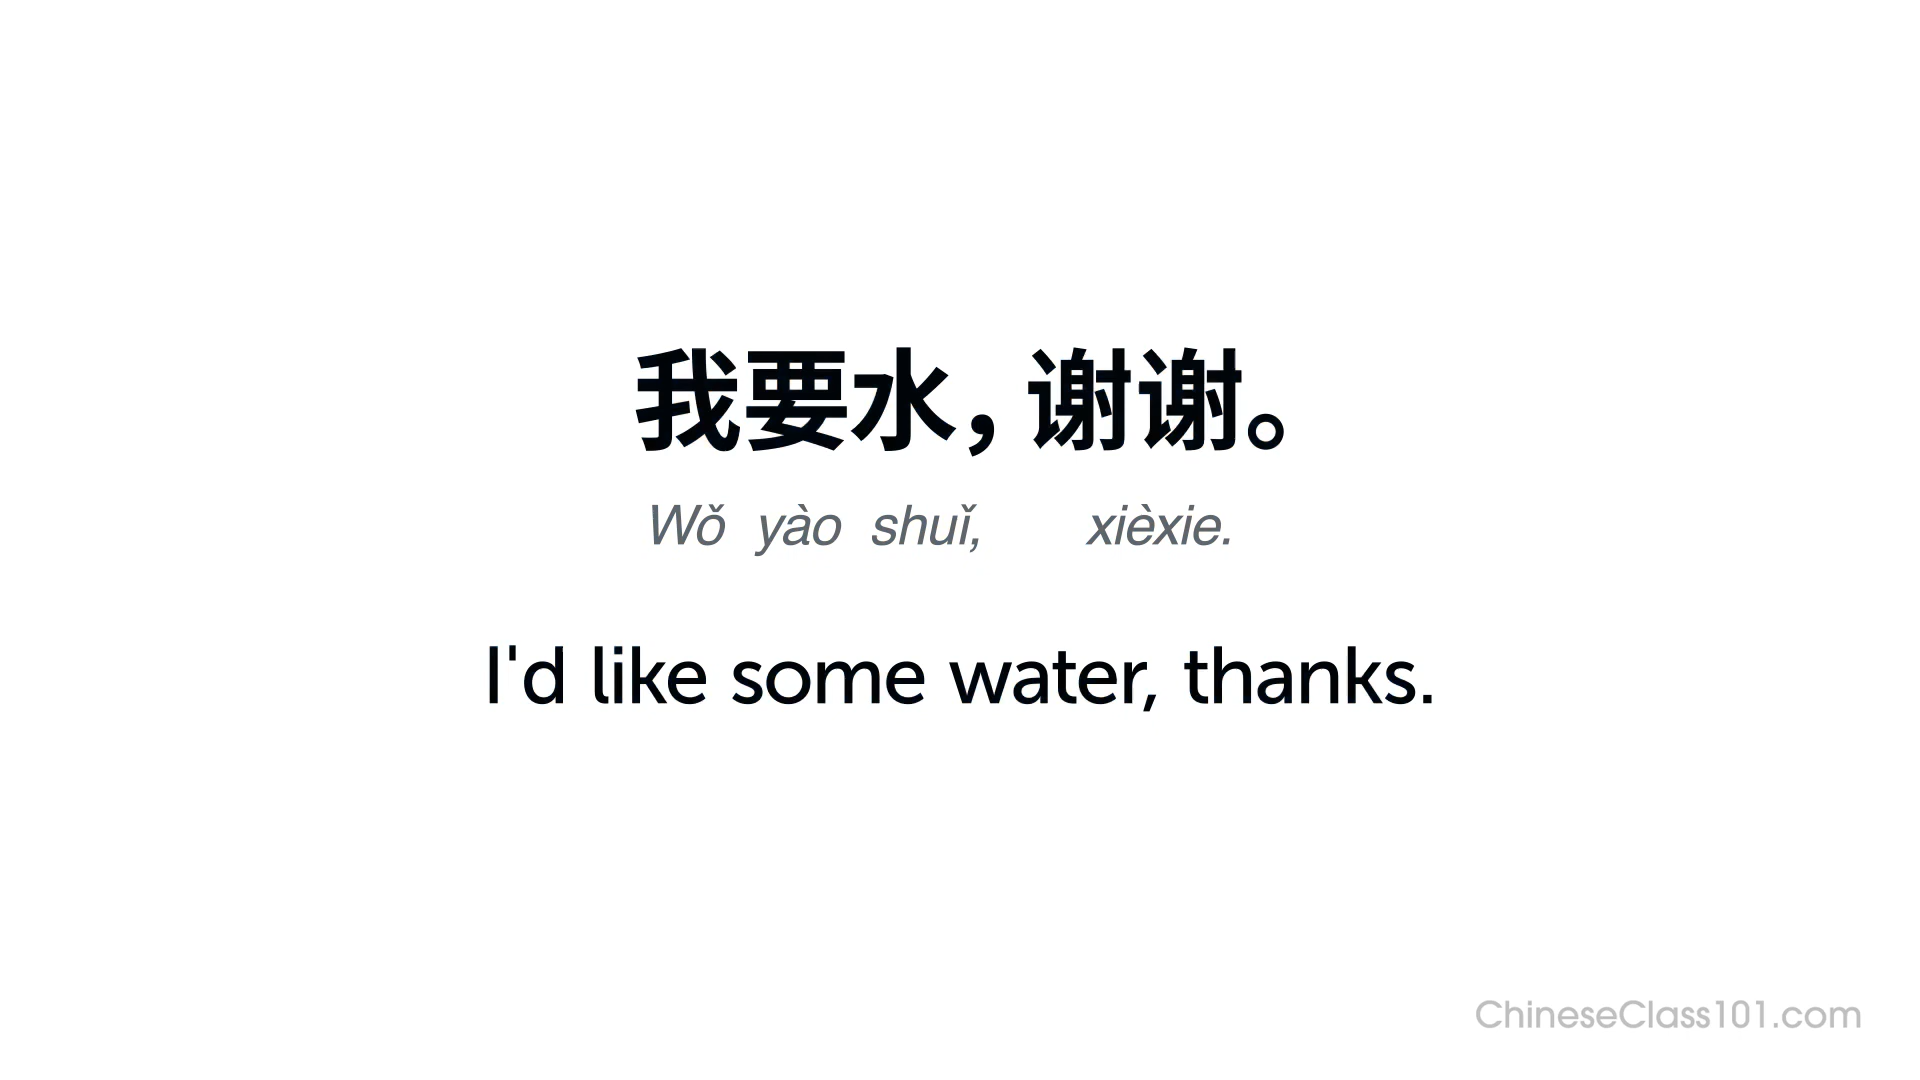 我要水，谢谢。
Wǒ yào shuǐ, xièxie.
I'd like some water, thanks.
ChineseClass101.com